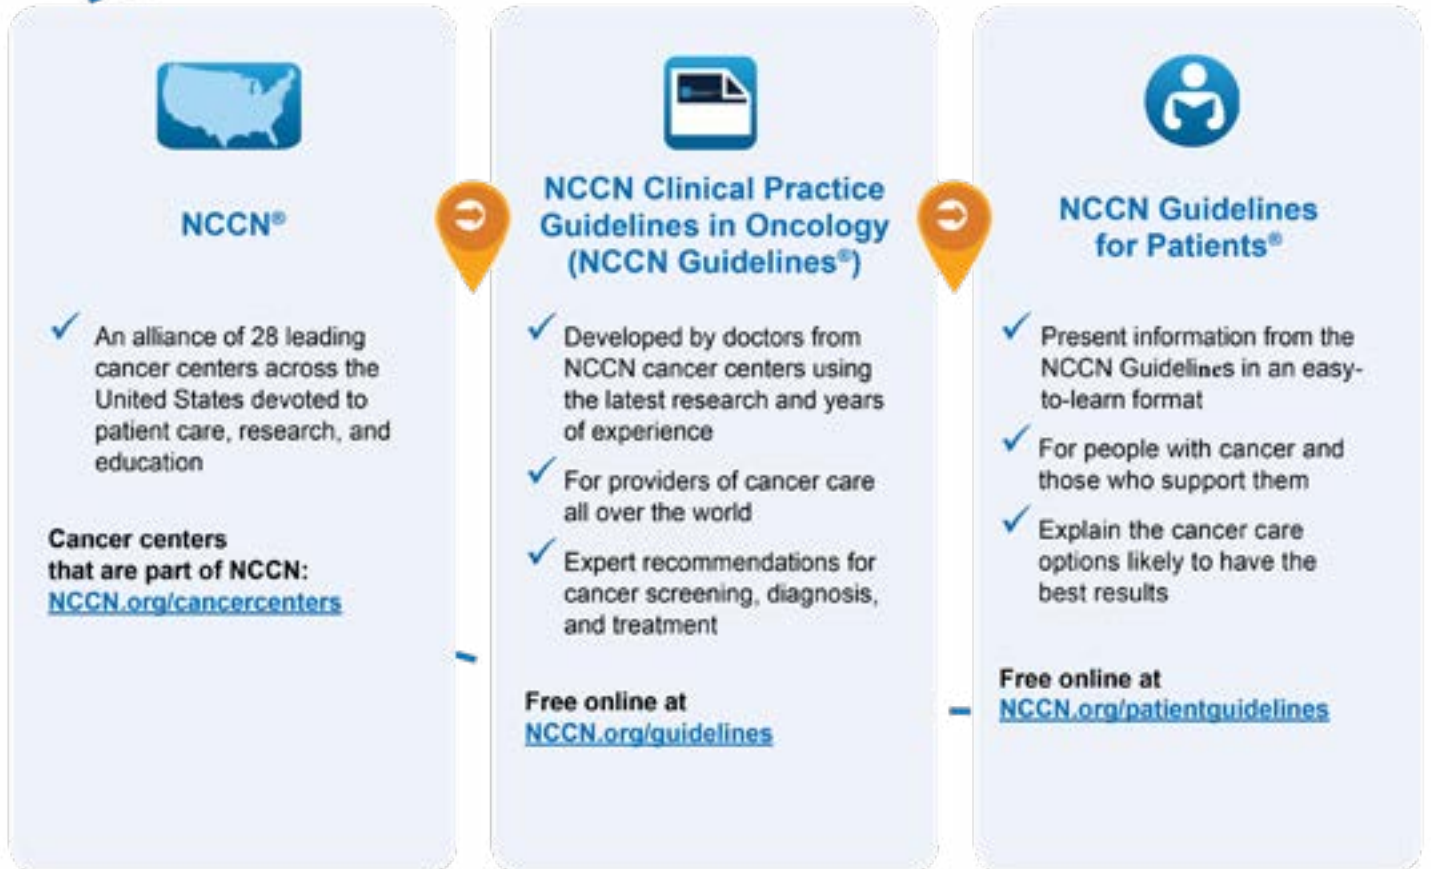 NCCN®
An alliance of 28 leading
cancer centers across the
United States devoted to
patient care, research, and
education
Cancer centers
that are part of NCCN:
NCCN.org/cancercenters
NCCN Clinical Practice
Guidelines in Oncology
(NCCN Guidelines®)
Developed by doctors from
NCCN cancer centers using
the latest research and years
of experience
For providers of cancer care
all over the world
Expert recommendations for
cancer screening, diagnosis,
and treatment
Free online at
NCCN.org/guidelines
NCCN Guidelines
for Patients®
Present information from the
NCCN Guidelines in an easy-
to-learn format
For people with cancer and
those who support them
Explain the cancer care
options likely to have the
best results
Free online at
NCCN.org/patientguidelines